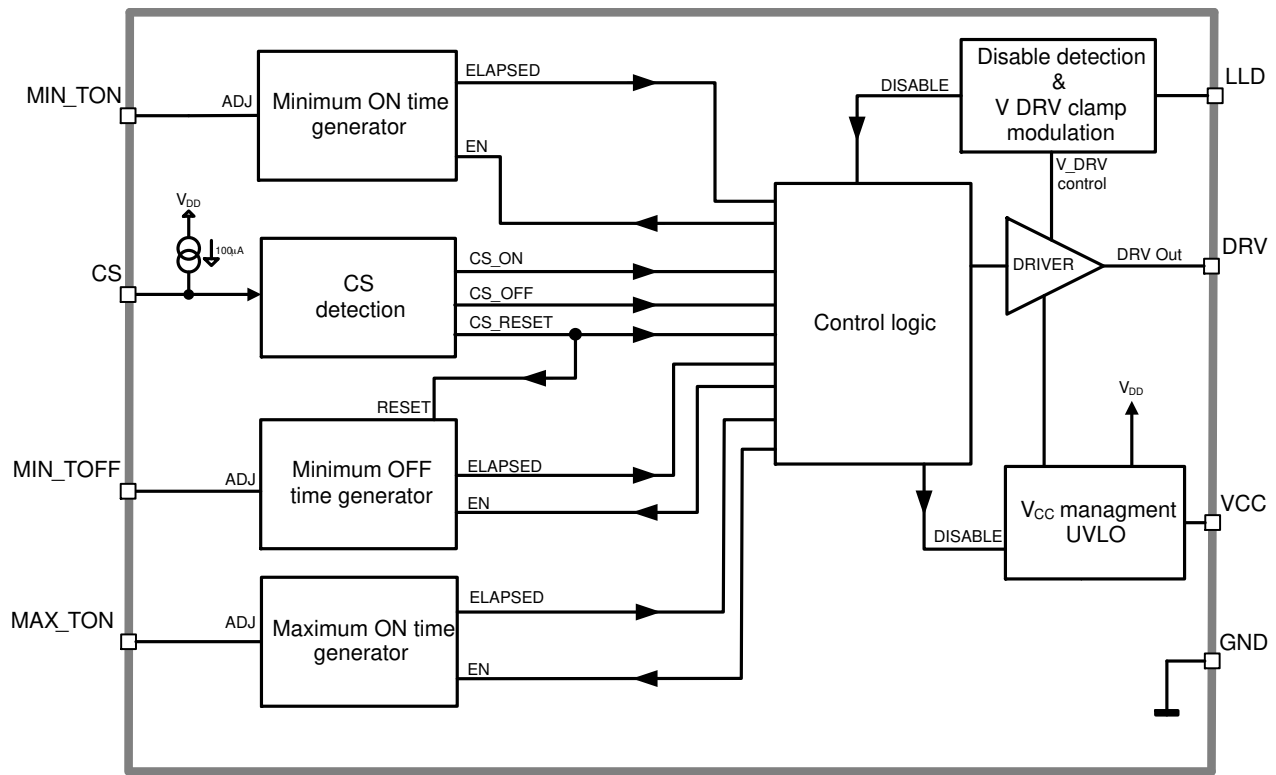 MIN_TON
ADJ
Minimum ON time
generator
ELAPSED
EN
DISABLE
Disable detection
&
V DRV clamp
modulation
LLD
V_DRV
control
VDD
100µA
CS
CS
detection
CS_ON
CS_OFF
CS_RESET
Control logic
DRIVER
DRV Out
DRV
RESET
MIN_TOFF
ADJ
Minimum OFF
time generator
ELAPSED
EN
VDD
DISABLE
VCC managment
UVLO
VCC
MAX_TON
ADJ
Maximum ON time
generator
ELAPSED
EN
GND